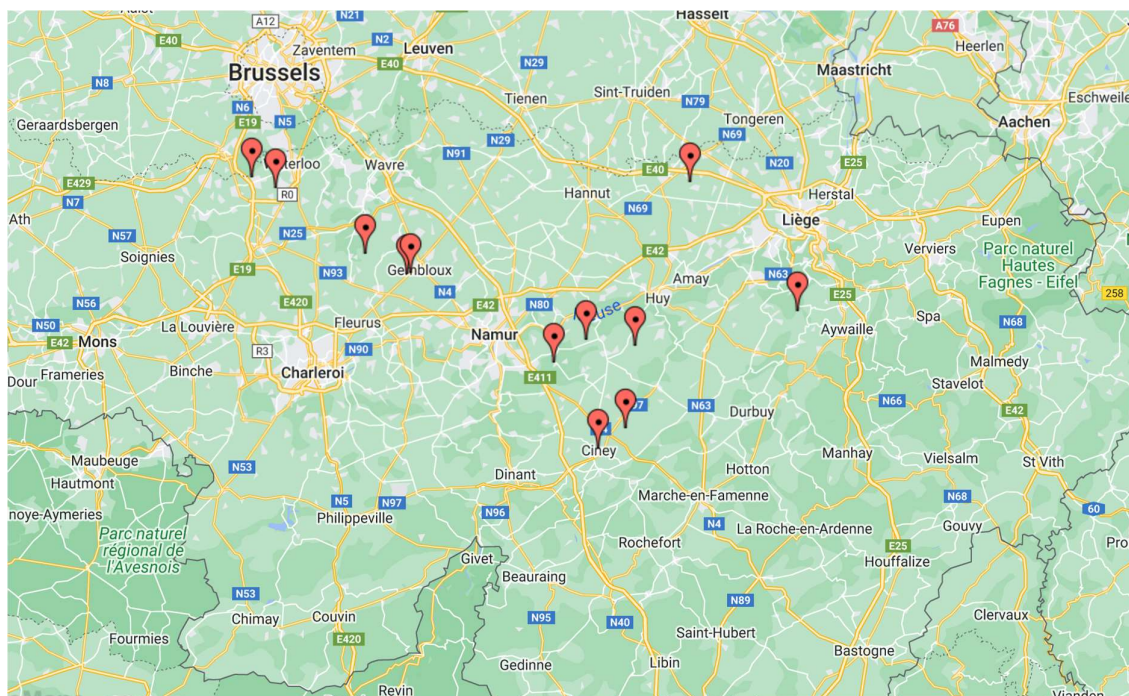 Hasselt
A12
N21
A76
Heerlen
E40
Zaventem
N2
Leuven
Brussels
E40
N29
Maastricht
N8
Sint-Truiden
Eschweile
Tienen
N79
N6
N5
Tongeren
Aachen
Geraardsbergen
E19
N29
N69
N91
Wavre
E40
N20
E25
E429
Hannut
Herstal
N7
R0
N69
Ath
Liège
Eupen
N57
N25
Verviers
Soignies
E42
Parc naturel
Hautes
Fagnes - Eifel
E19
N93
Gembloux
Amay
N63
N4
Huy
E25
258
N56
E420
E42
N80
Spa
La Louvière
Fleurus
Aywaille
N68
N50
E42
Mons
Namur
R3
N90
Malmedy
Binche
Charleroi
E411
Dour
Frameries
Stavelot
N63
N66
E42
Durbuy
Ciney
Manhay
Vielsalm
St Vith
Maubeuge
N53
Dinant
Hotton
Hautmont
N5
N97
Marche-en-Famenne
N68
60
noye-Aymeries
Philippeville
N96
N4
La Roche-en-Ardenne
Gouvy
Parc naturel
régional de
l'Avesnois
Rochefort
E25
Givet
Houffalize
Beauraing
N53
N89
Chimay
Couvin
N95
N40
Clervaux
Fourmies
E420
Saint-Hubert
Gedinne
Libin
Bastogne
Revin